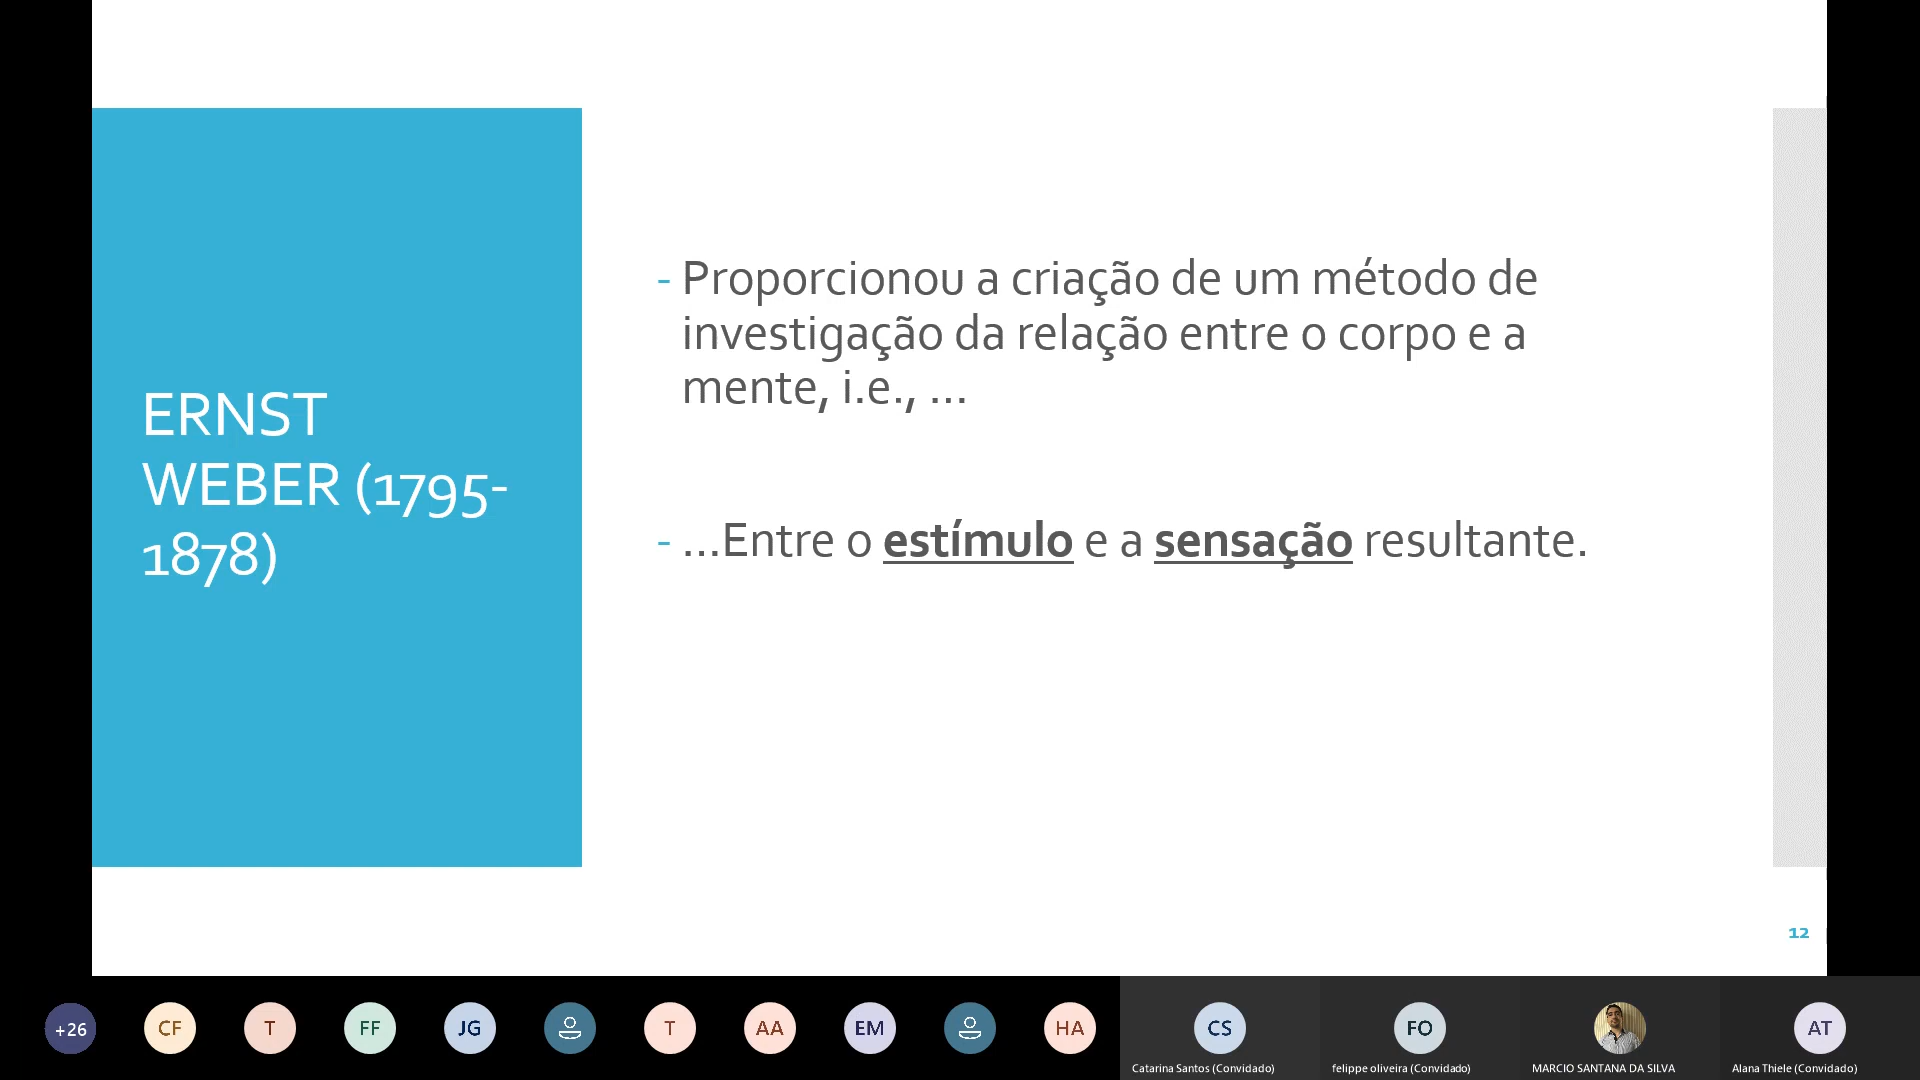 ERNST
WEBER (1795-
1878)
- Proporcionou a criação de um método de
investigação da relação entre o corpo e a
mente, i.e., ...
- ...Entre o estímulo e a sensação resultante.
12
+26
CF
T
FF
JG
T
AA
EM
HA
CS
FO
AT
Catarina Santos (Convidado)
felippe oliveira (Convidado)
MARCIO SANTANA DA SILVA
Alana Thiele (Convidado)